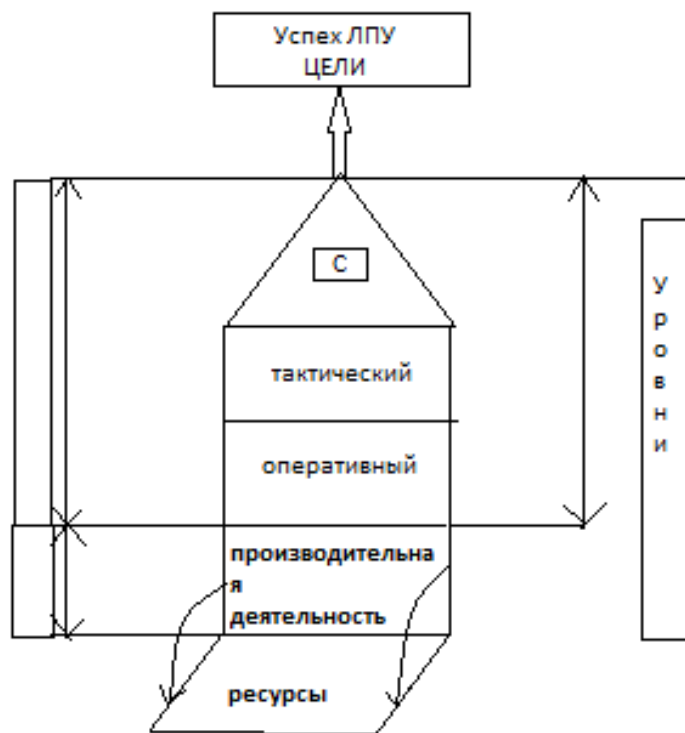 Успех ЛПУ
ЦЕЛИ
С
тактический
оперативный
производительна
я
деятельность
ресурсы
У
р
о
в
н
и